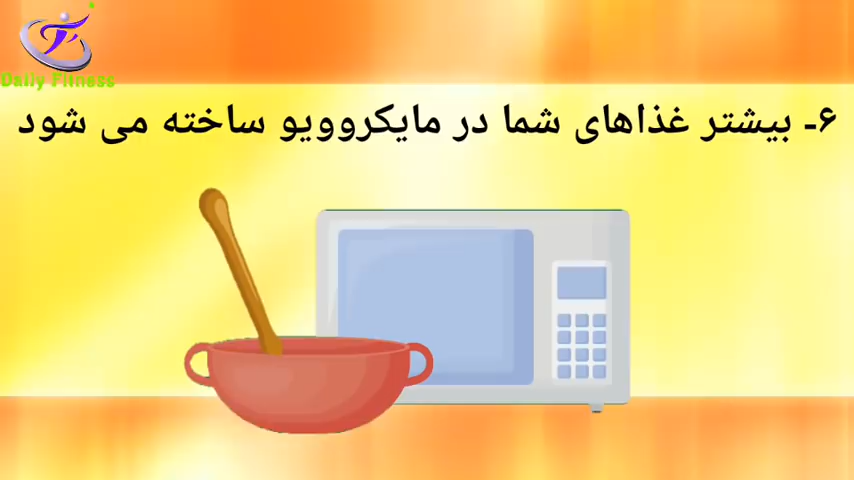 Daily Fitness
۶- بیشتر غذاهای شما در مایکروویو ساخته می شود